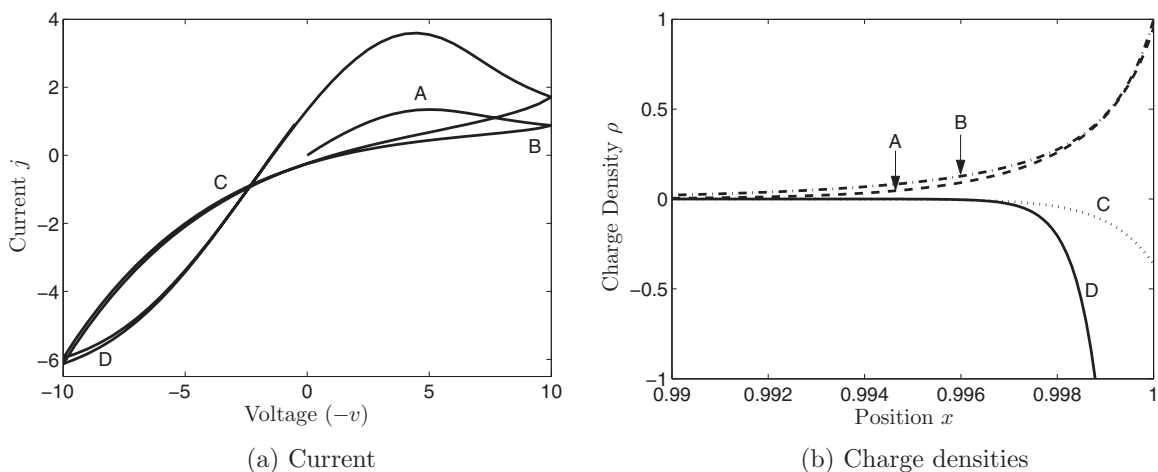 4
2
0
−2
−4
−6
Current j
A
B
C
D
−10
−5
0
5
10
Voltage (−v)
(a) Current
1
0.5
0
−0.5
−1
Charge Density ρ
A
B
C
D
0.99
0.992
0.994
0.996
0.998
1
Position x
(b) Charge densities